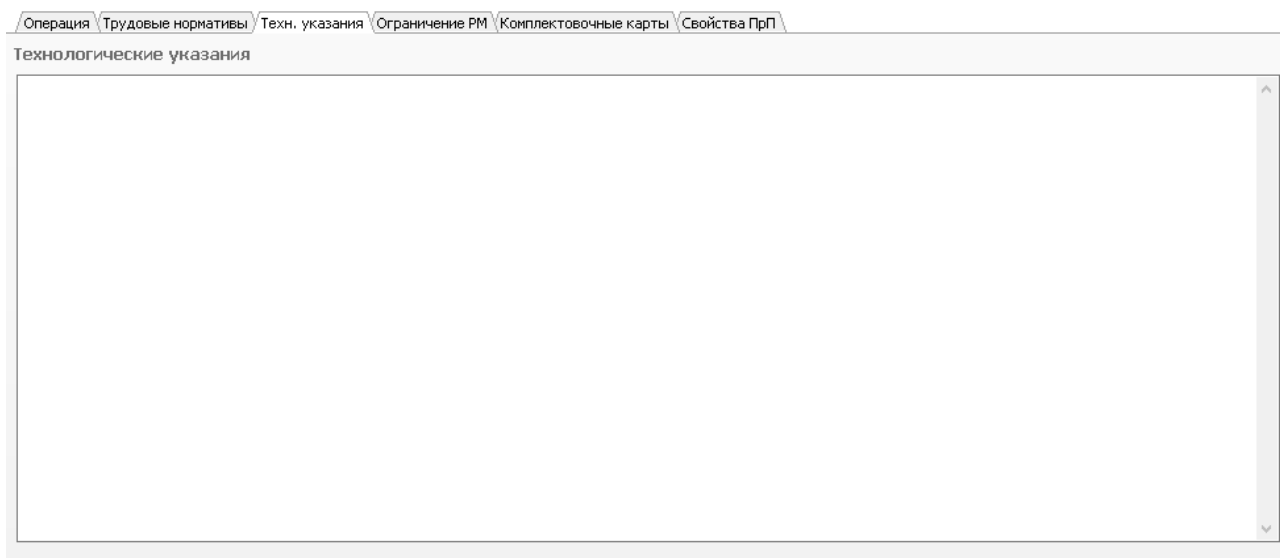 Операция Трудовые нормативы Техн. указания Ограничение РМ Комплектовочные карты Свойства ПрП
Технологические указания